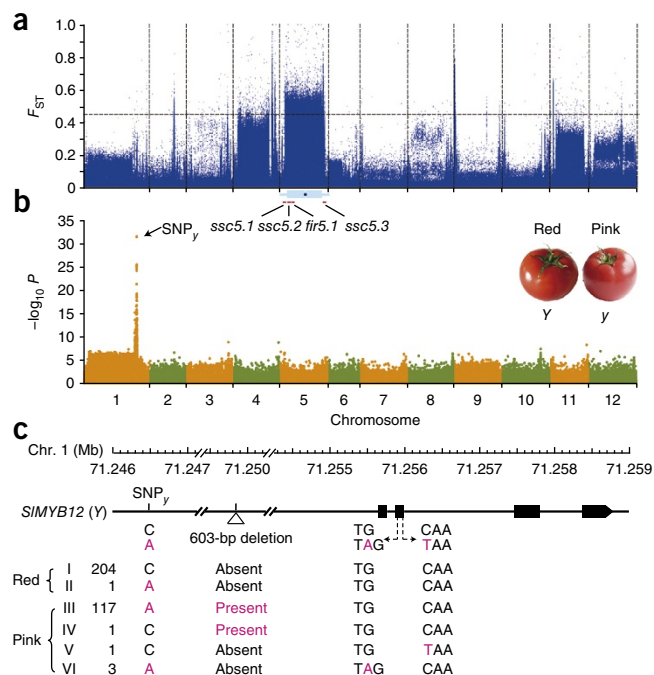 a
1.0
0.8
0.6
0.4
0.2
0
FST
ssc5.1 ssc5.2 fir5.1 ssc5.3
b
35
30
25
20
15
10
5
0
–log10 P
SNPy
Red Pink
Y y
1 2 3 4 5 6 7 8 9 10 11 12
Chromosome
c
Chr. 1 (Mb)
71.246 71.247 71.250 71.255 71.256 71.257 71.258 71.259
SNPy
SlMYB12 (Y)
603-bp deletion
C TG CAA
A TAG TAA
Red
I 204 C Absent TG CAA
II 1 A Absent TG CAA
Pink
III 117 A Present TG CAA
IV 1 C Present TG CAA
V 1 C Absent TG TAA
VI 3 A Absent TAG CAA